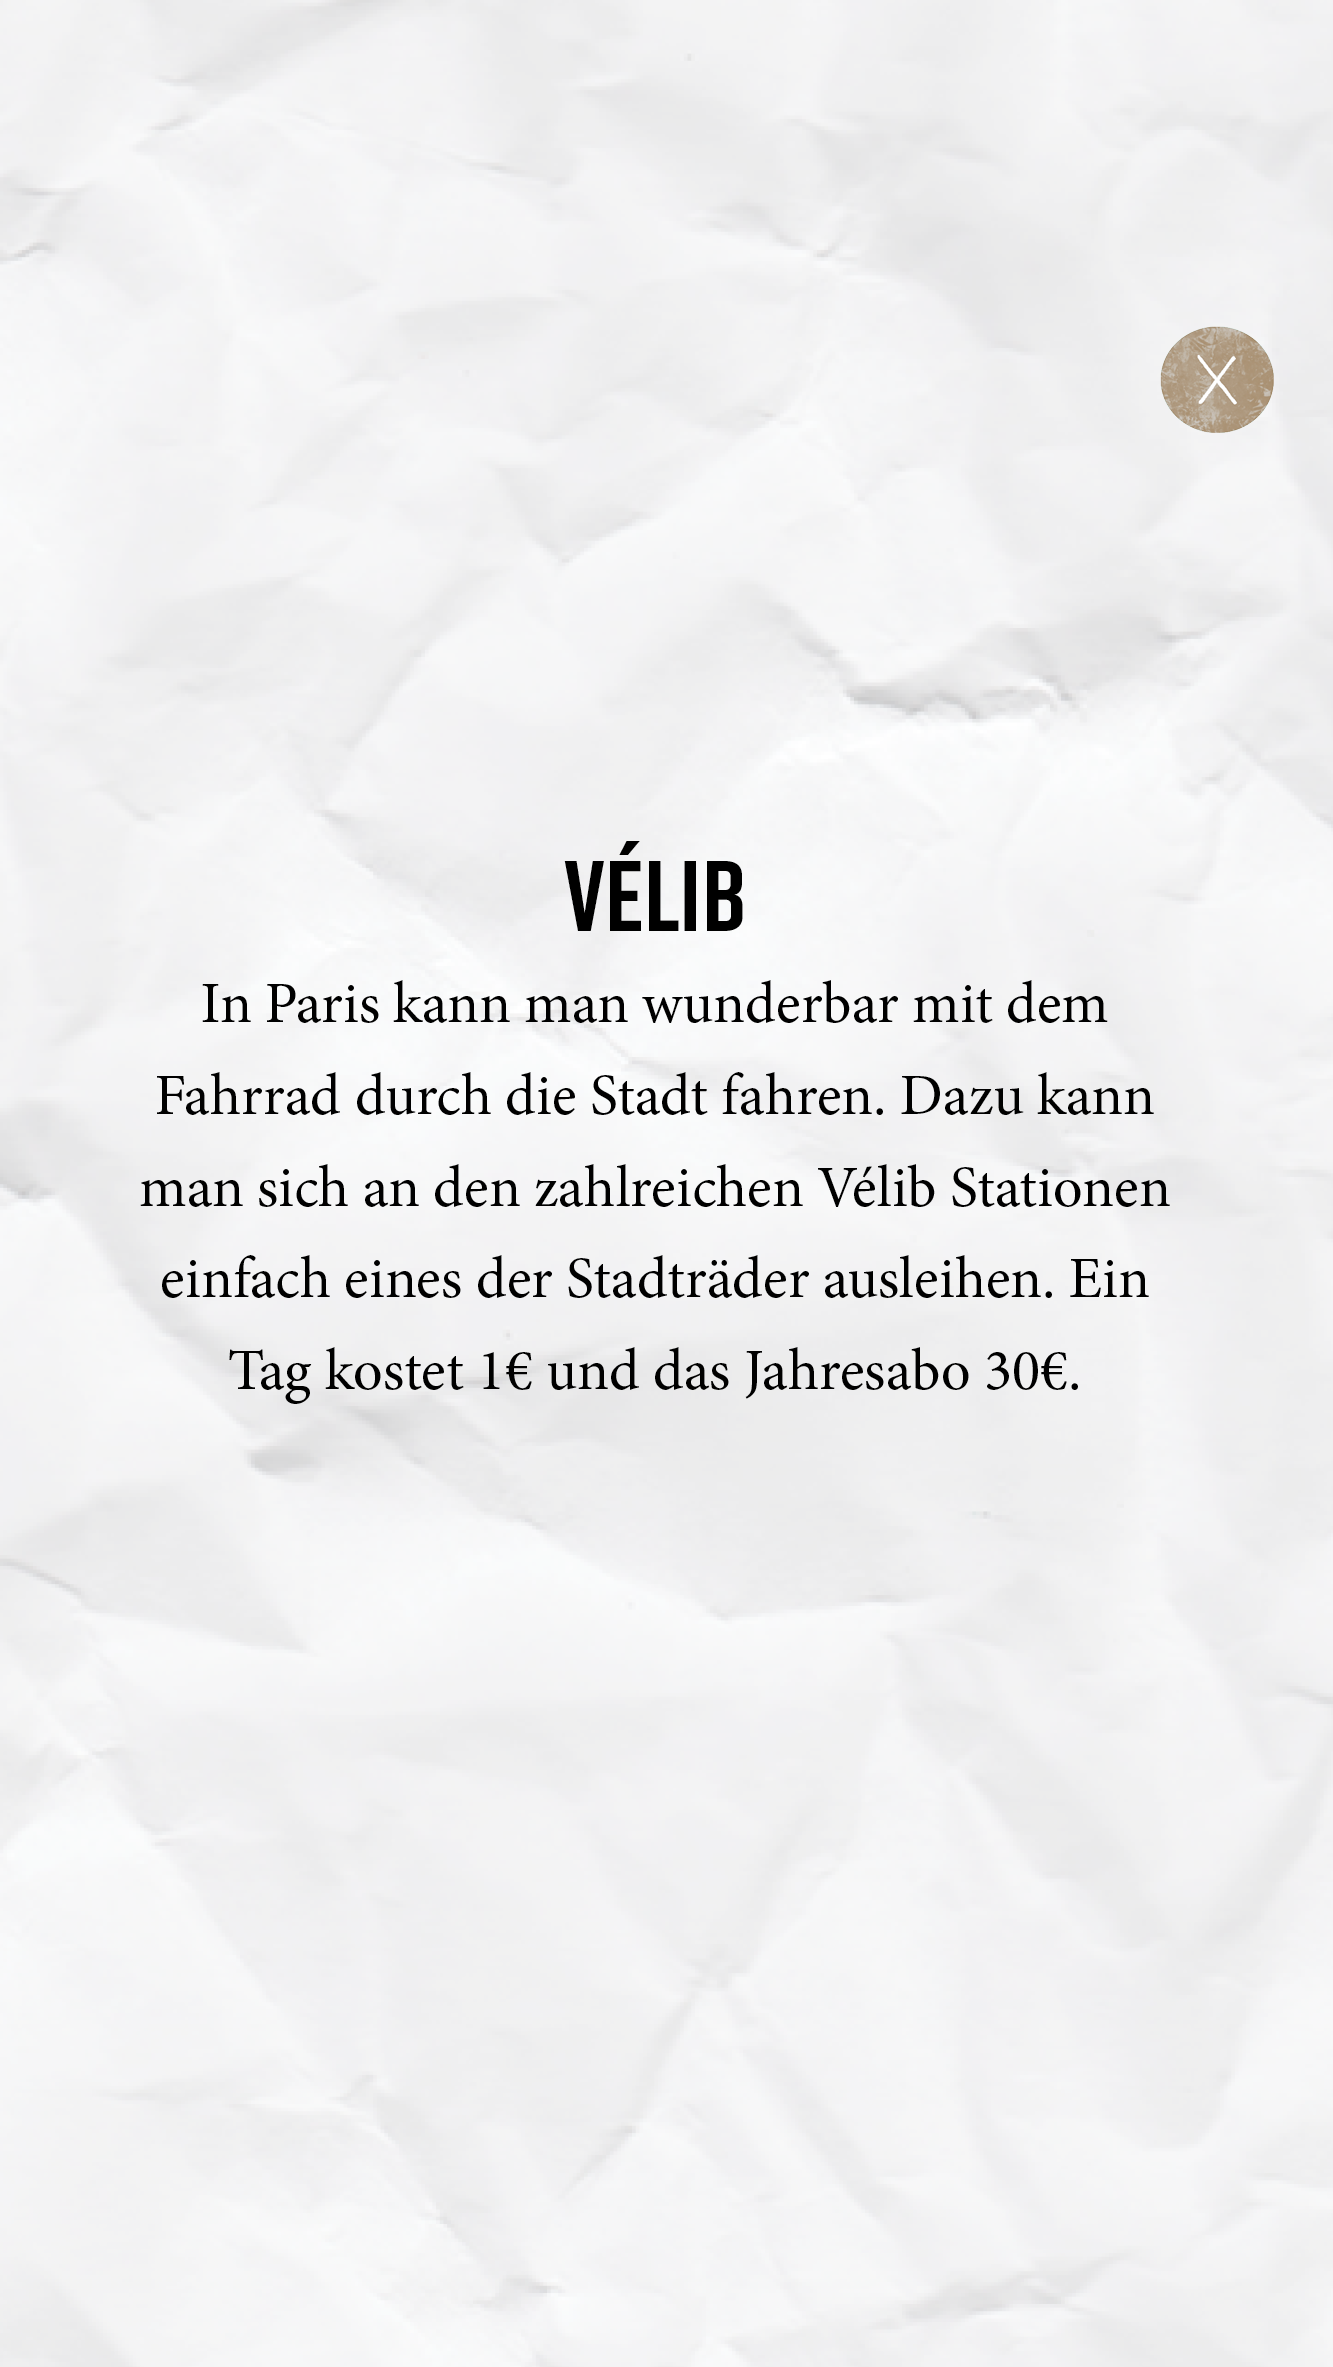 X
VÉLIB
In Paris kann man wunderbar mit dem
Fahrrad durch die Stadt fahren. Dazu kann
man sich an den zahlreichen Vélib Stationen
einfach eines der Stadträder ausleihen. Ein
Tag kostet 1€ und das Jahresabo 30€.